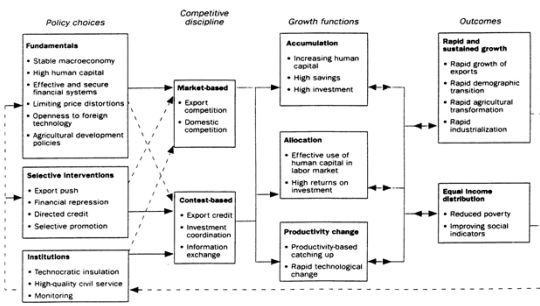 Policy choices
Competitive
discipline
Growth functions
Outcomes
Fundamentals
• Stable macroeconomy
• High human capital
• Effective and secure
financial systems
• Limiting price distortions
• Openness to foreign
technology
• Agricultural development
policies
Selective interventions
• Export push
• Financial repression
• Directed credit
• Selective promotion
Institutions
• Technocratic insulation
• High-quality civil service
• Monitoring
Market-based
• Export
competition
• Domestic
competition
Contest-based
• Export credit
• Investment
coordination
• Information
exchange
Accumulation
• Increasing human
capital
• High savings
• High investment
Allocation
• Effective use of
human capital in
labor market
• High returns on
investment
Productivity change
• Productivity-based
catching up
• Rapid technological
change
Rapid and
sustained growth
• Rapid growth of
exports
• Rapid demographic
transition
• Rapid agricultural
transformation
• Rapid
industrialization
Equal income
distribution
• Reduced poverty
• Improving social
indicators